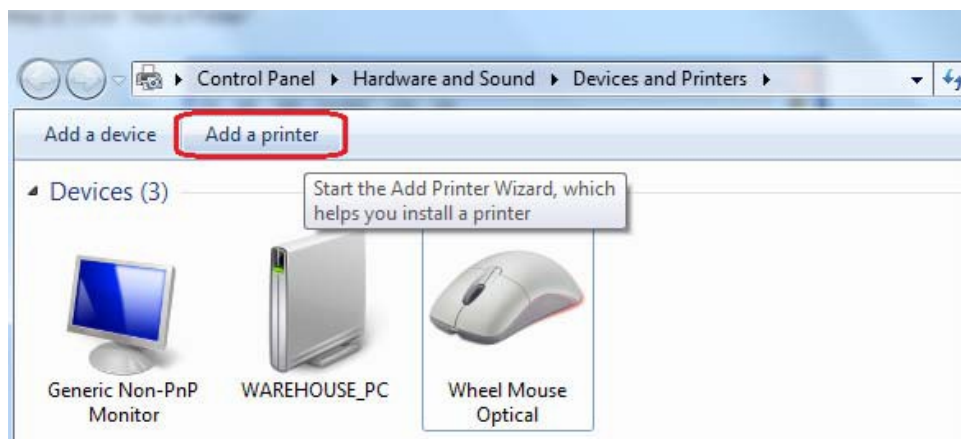 Control Panel Hardware and Sound Devices and Printers
Add a device Add a printer
Devices (3)
Start the Add Printer Wizard, which
helps you install a printer
Generic Non-PnP
Monitor
WAREHOUSE_PC
Wheel Mouse
Optical